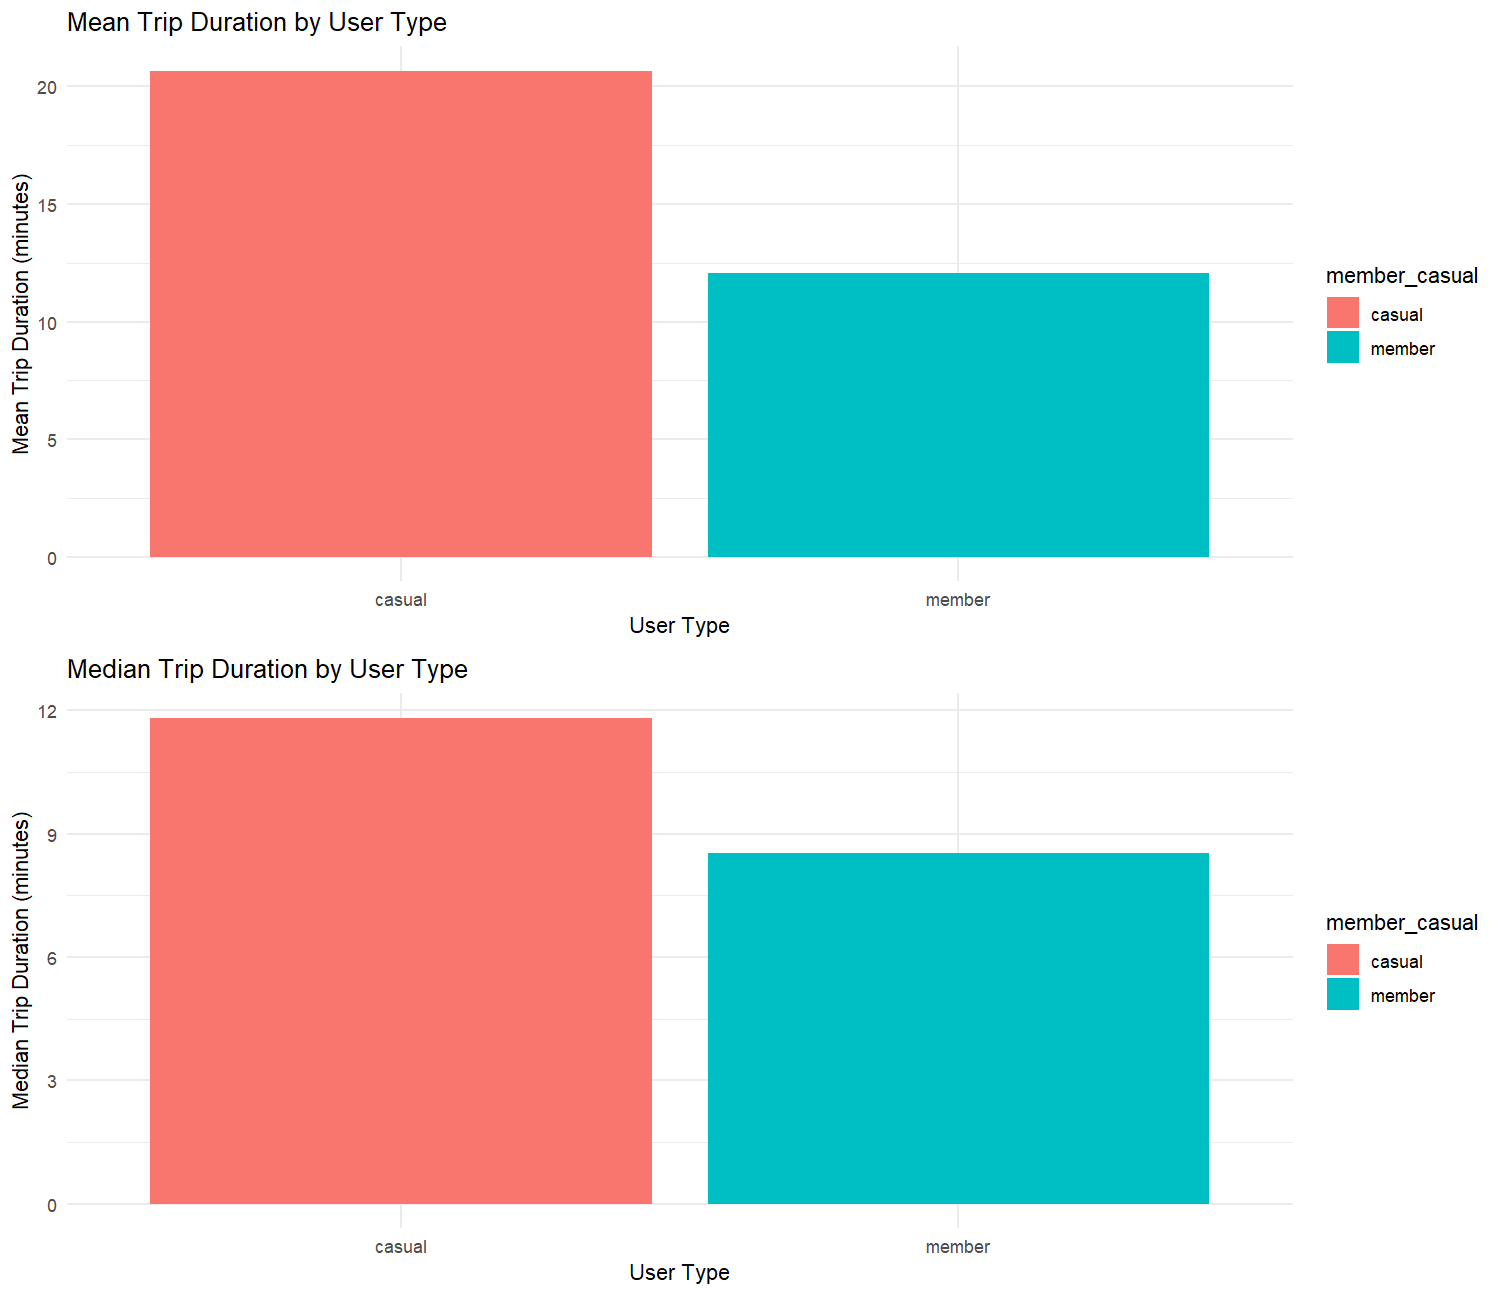 Mean Trip Duration by User Type
20
15
10
5
0
Mean Trip Duration (minutes)
casual
member
User Type
member_casual
casual
member
Median Trip Duration by User Type
12
9
6
3
0
Median Trip Duration (minutes)
casual
member
User Type
member_casual
casual
member